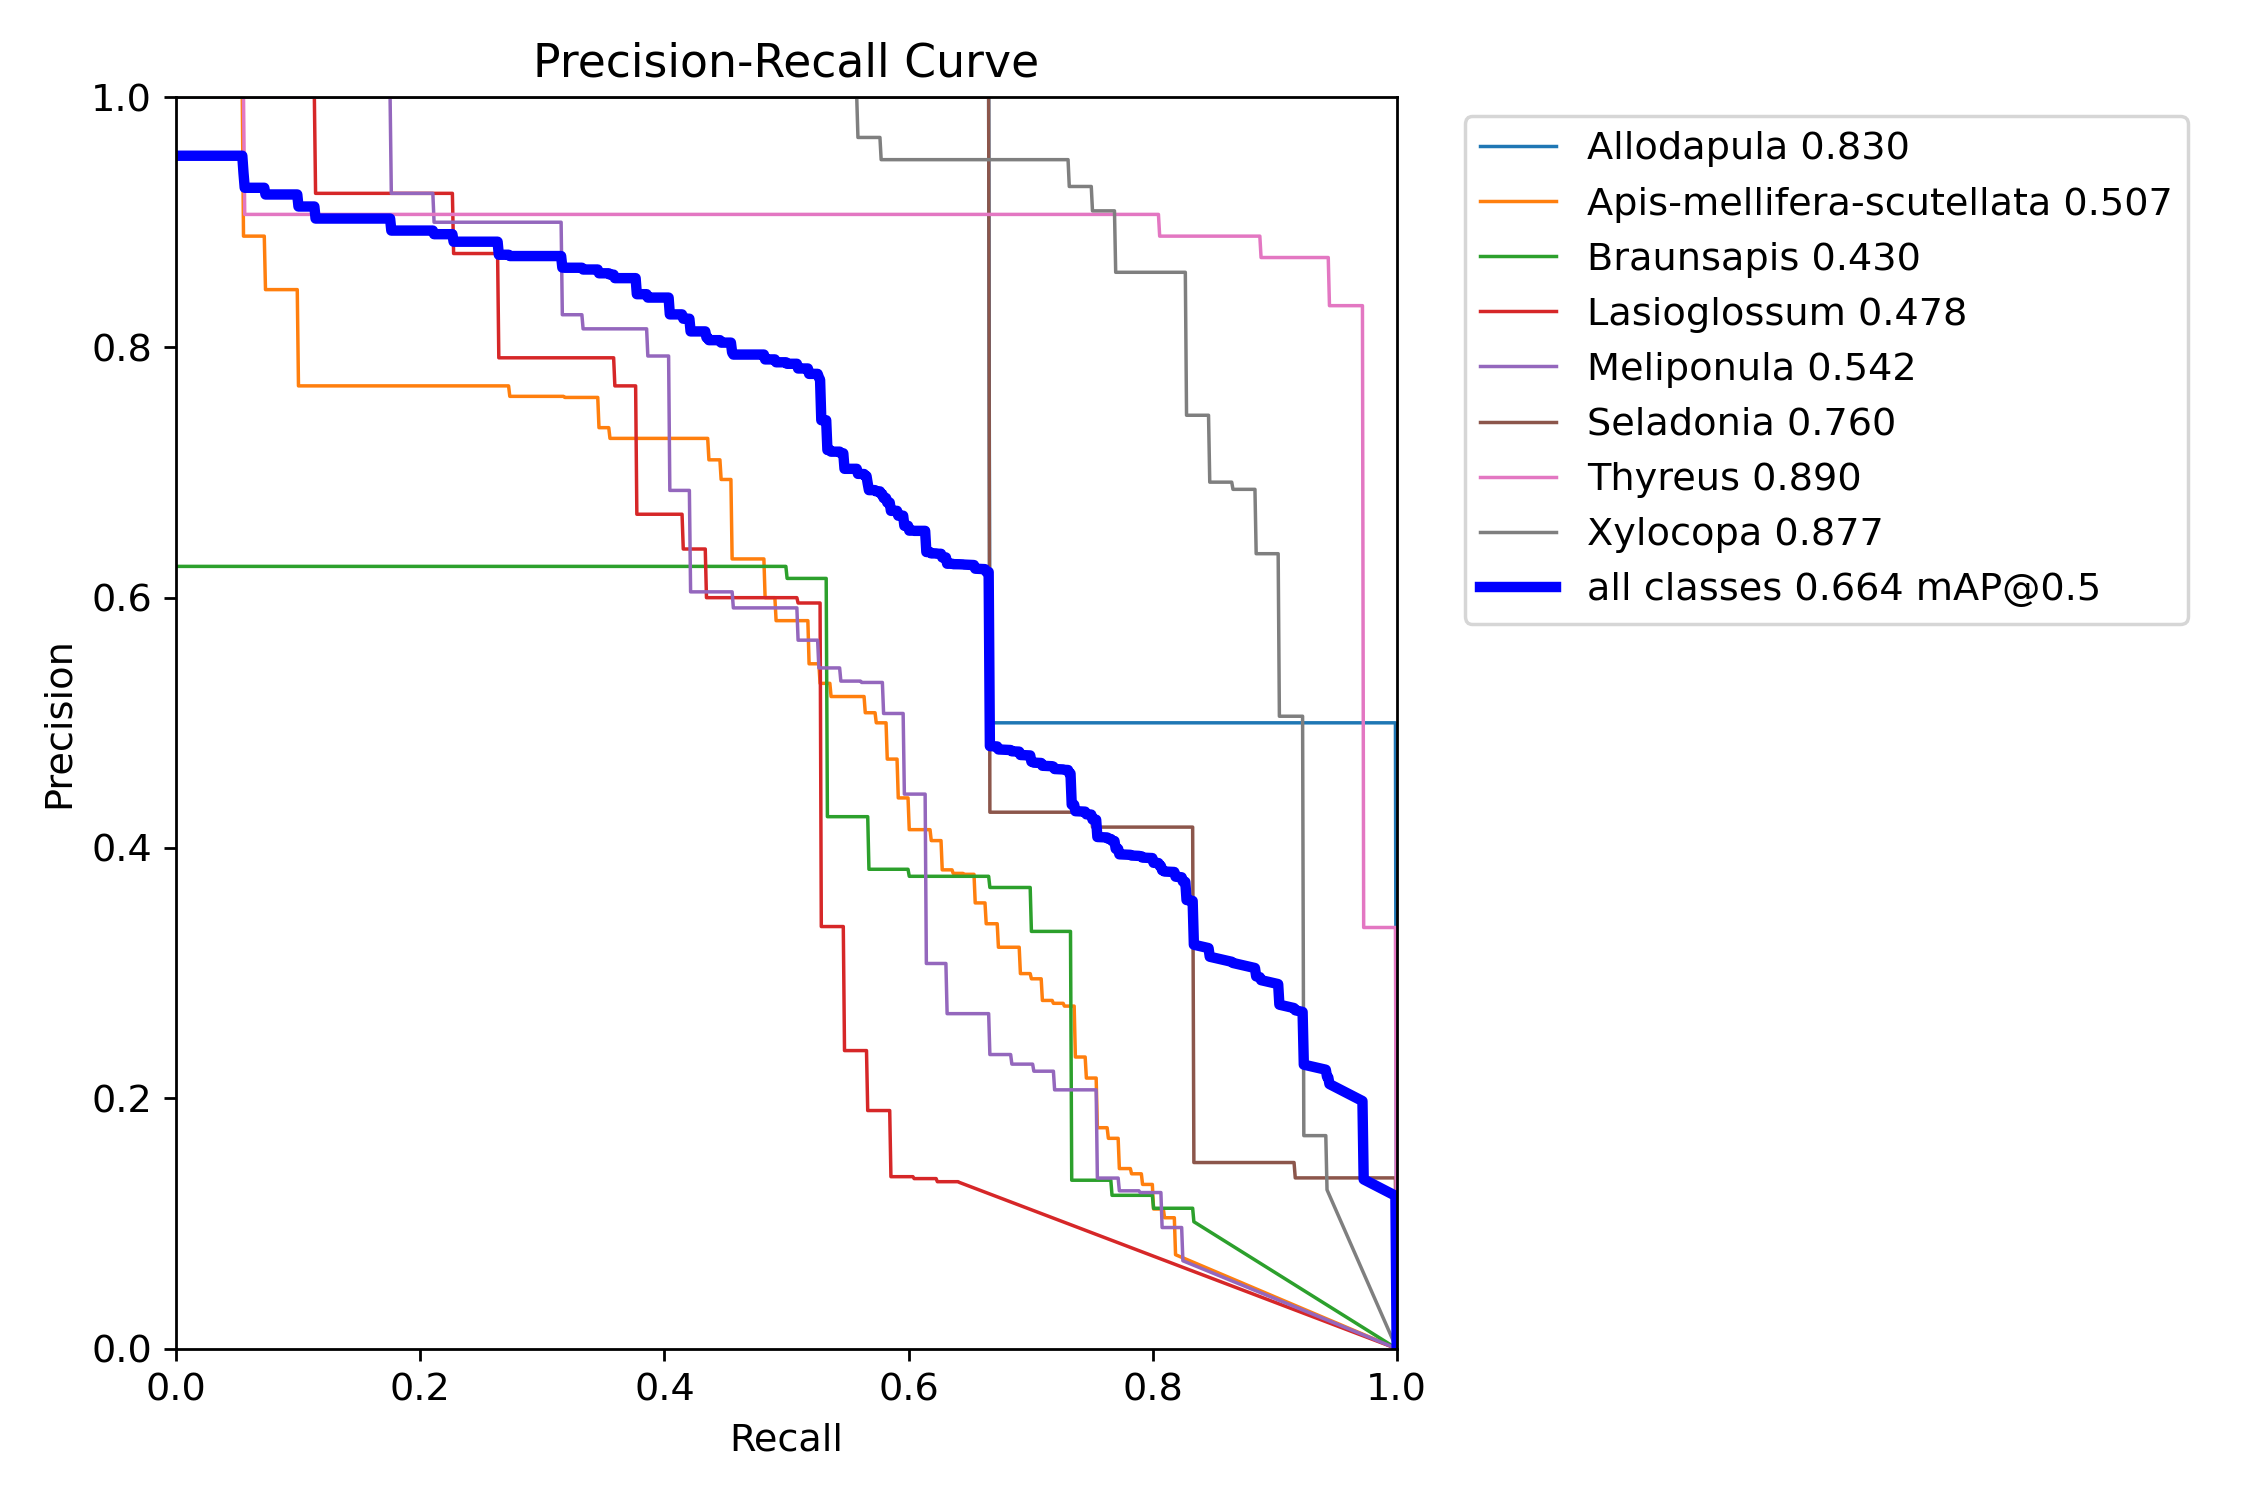 Precision-Recall Curve
1.0
0.8
0.6
0.4
0.2
0.0
Precision
0.0 0.2 0.4 0.6 0.8 1.0
Recall
Allodapula 0.830
Apis-mellifera-scutellata 0.507
Braunsapis 0.430
Lasioglossum 0.478
Meliponula 0.542
Seladonia 0.760
Thyreus 0.890
Xylocopa 0.877
all classes 0.664 mAP@0.5